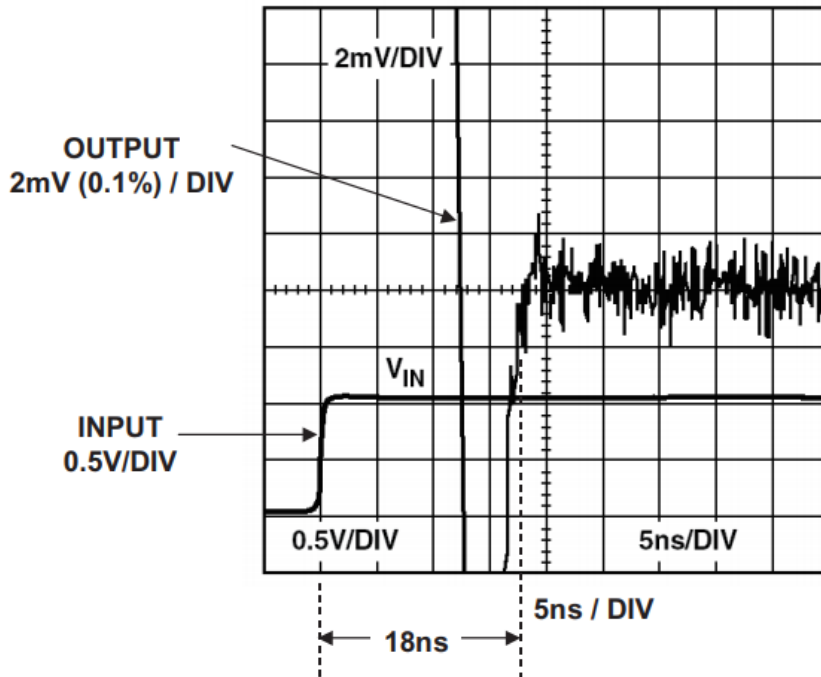 2mV/DIV
OUTPUT
2mV (0.1%) / DIV
VIN
INPUT
0.5V/DIV
0.5V/DIV
5ns/DIV
5ns / DIV
18ns